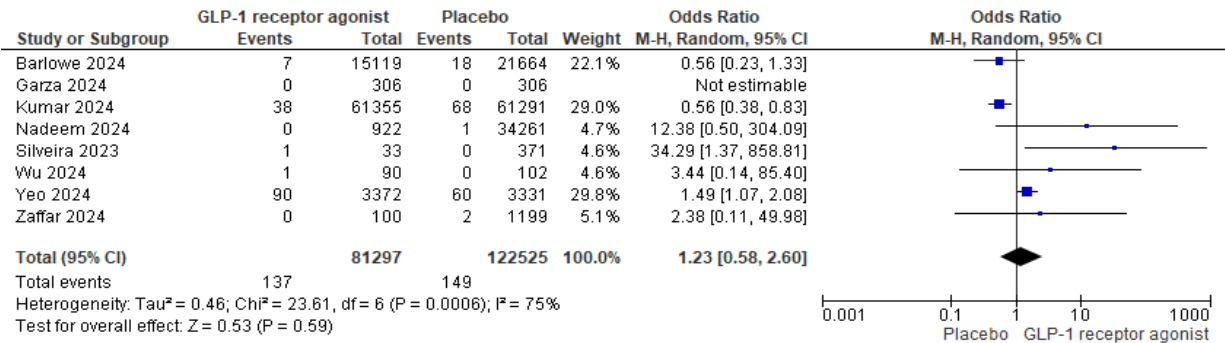 GLP-1 receptor agonist Placebo Odds Ratio Odds Ratio
Study or Subgroup Events Total Events Total Weight M-H, Random, 95% CI M-H, Random, 95% CI
Barlowe 2024 7 15119 18 21664 22.1% 0.56 [0.23, 1.33]
Garza 2024 0 306 0 306 Not estimable
Kumar 2024 38 61355 68 61291 29.0% 0.56 [0.38, 0.83]
Nadeem 2024 0 922 1 34261 4.7% 12.38 [0.50, 304.09]
Silveira 2023 1 33 0 371 4.6% 34.29 [1.37, 858.81]
Wu 2024 1 90 0 102 4.6% 3.44 [0.14, 85.40]
Yeo 2024 90 3372 60 3331 29.8% 1.49 [1.07, 2.08]
Zaffar 2024 0 100 2 1199 5.1% 2.38 [0.11, 49.98]
Total (95% CI) 81297 122525 100.0% 1.23 [0.58, 2.60]
Total events 137 149
Heterogeneity: Tau² = 0.46; Chi² = 23.61, df = 6 (P = 0.0006); I² = 75%
Test for overall effect: Z = 0.53 (P = 0.59)
0.001 0.1 1 10 1000
Placebo GLP-1 receptor agonist